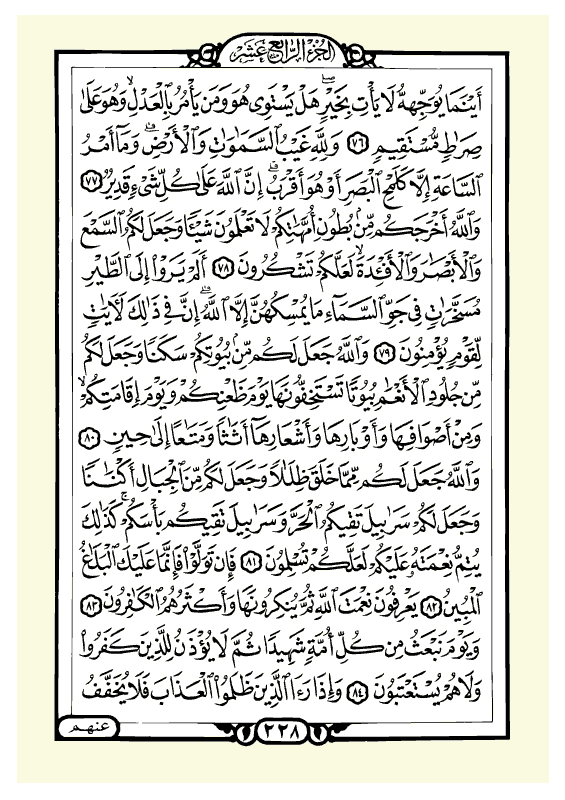 الجزء الرابع عشر
أَيْنَمَا يُوَجِّههُّ لَا يَأْتِ بِخَيْرٍ ۖ هَلْ يَسْتَوِى هُوَ وَمَن يَأْمُرُ بِالْعَدْلِ ۙ وَهُوَ عَلَىٰ
صِرَٰطٍ مُّسْتَقِيمٍ ﴿٧٦﴾ وَلِلَّهِ غَيْبُ السَّمَٰوَٰتِ وَالْأَرْضِ ۚ وَمَآ أَمْرُ
السَّاعَةِ إِلَّا كَلَمْحِ الْبَصَرِ أَوْ هُوَ أَقْرَبُ ۚ إِنَّ اللَّهَ عَلَىٰ كُلِّ شَىْءٍ قَدِيرٌ ﴿٧٧﴾
وَاللَّهُ أَخْرَجَكُم مِّنۢ بُطُونِ أُمَّهَٰتِكُمْ لَا تَعْلَمُونَ شَيْـًٔا وَجَعَلَ لَكُمُ السَّمْعَ
وَالْأَبْصَٰرَ وَالْأَفْـِٔدَةَ ۙ لَعَلَّكُمْ تَشْكُرُونَ ﴿٧٨﴾ أَلَمْ يَرَوْا۟ إِلَى الطَّيْرِ
مُسَخَّرَٰتٍ فِى جَوِّ السَّمَآءِ مَا يُمْسِكُهُنَّ إِلَّا اللَّهُ ۗ إِنَّ فِى ذَٰلِكَ لَـَٔايَٰتٍ
لِّقَوْمٍ يُؤْمِنُونَ ﴿٧٩﴾ وَاللَّهُ جَعَلَ لَكُم مِّنۢ بُيُوتِكُمْ سَكَنًا وَجَعَلَ لَكُم
مِّن جُلُودِ الْأَنْعَٰمِ بُيُوتًا تَسْتَخِفُّونَهَا يَوْمَ ظَعْنِكُمْ وَيَوْمَ إِقَامَتِكُمْ ۙ
وَمِنْ أَصْوَافِهَا وَأَوْبَارِهَا وَأَشْعَارِهَآ أَثَٰثًا وَمَتَٰعًا إِلَىٰ حِينٍ ﴿٨٠﴾
وَاللَّهُ جَعَلَ لَكُم مِّمَّا خَلَقَ ظِلَٰلًا وَجَعَلَ لَكُم مِّنَ الْجِبَالِ أَكْنَٰنًا
وَجَعَلَ لَكُمْ سَرَٰبِيلَ تَقِيكُمُ الْحَرَّ وَسَرَٰبِيلَ تَقِيكُم بَأْسَكُمْ ۚ كَذَٰلِكَ
يُتِمُّ نِعْمَتَهُۥ عَلَيْكُمْ لَعَلَّكُمْ تُسْلِمُونَ ﴿٨١﴾ فَإِن تَوَلَّوْا۟ فَإِنَّمَا عَلَيْكَ الْبَلَٰغُ
الْمُبِينُ ﴿٨٢﴾ يَعْرِفُونَ نِعْمَتَ اللَّهِ ثُمَّ يُنكِرُونَهَا وَأَكْثَرُهُمُ الْكَٰفِرُونَ ﴿٨٣﴾
وَيَوْمَ نَبْعَثُ مِن كُلِّ أُمَّةٍ شَهِيدًا ثُمَّ لَا يُؤْذَنُ لِلَّذِينَ كَفَرُوا۟
وَلَا هُمْ يُسْتَعْتَبُونَ ﴿٨٤﴾ وَإِذَا رَءَا الَّذِينَ ظَلَمُوا۟ الْعَذَابَ فَلَا يُخَفَّفُ
عنهم
٢٢٨